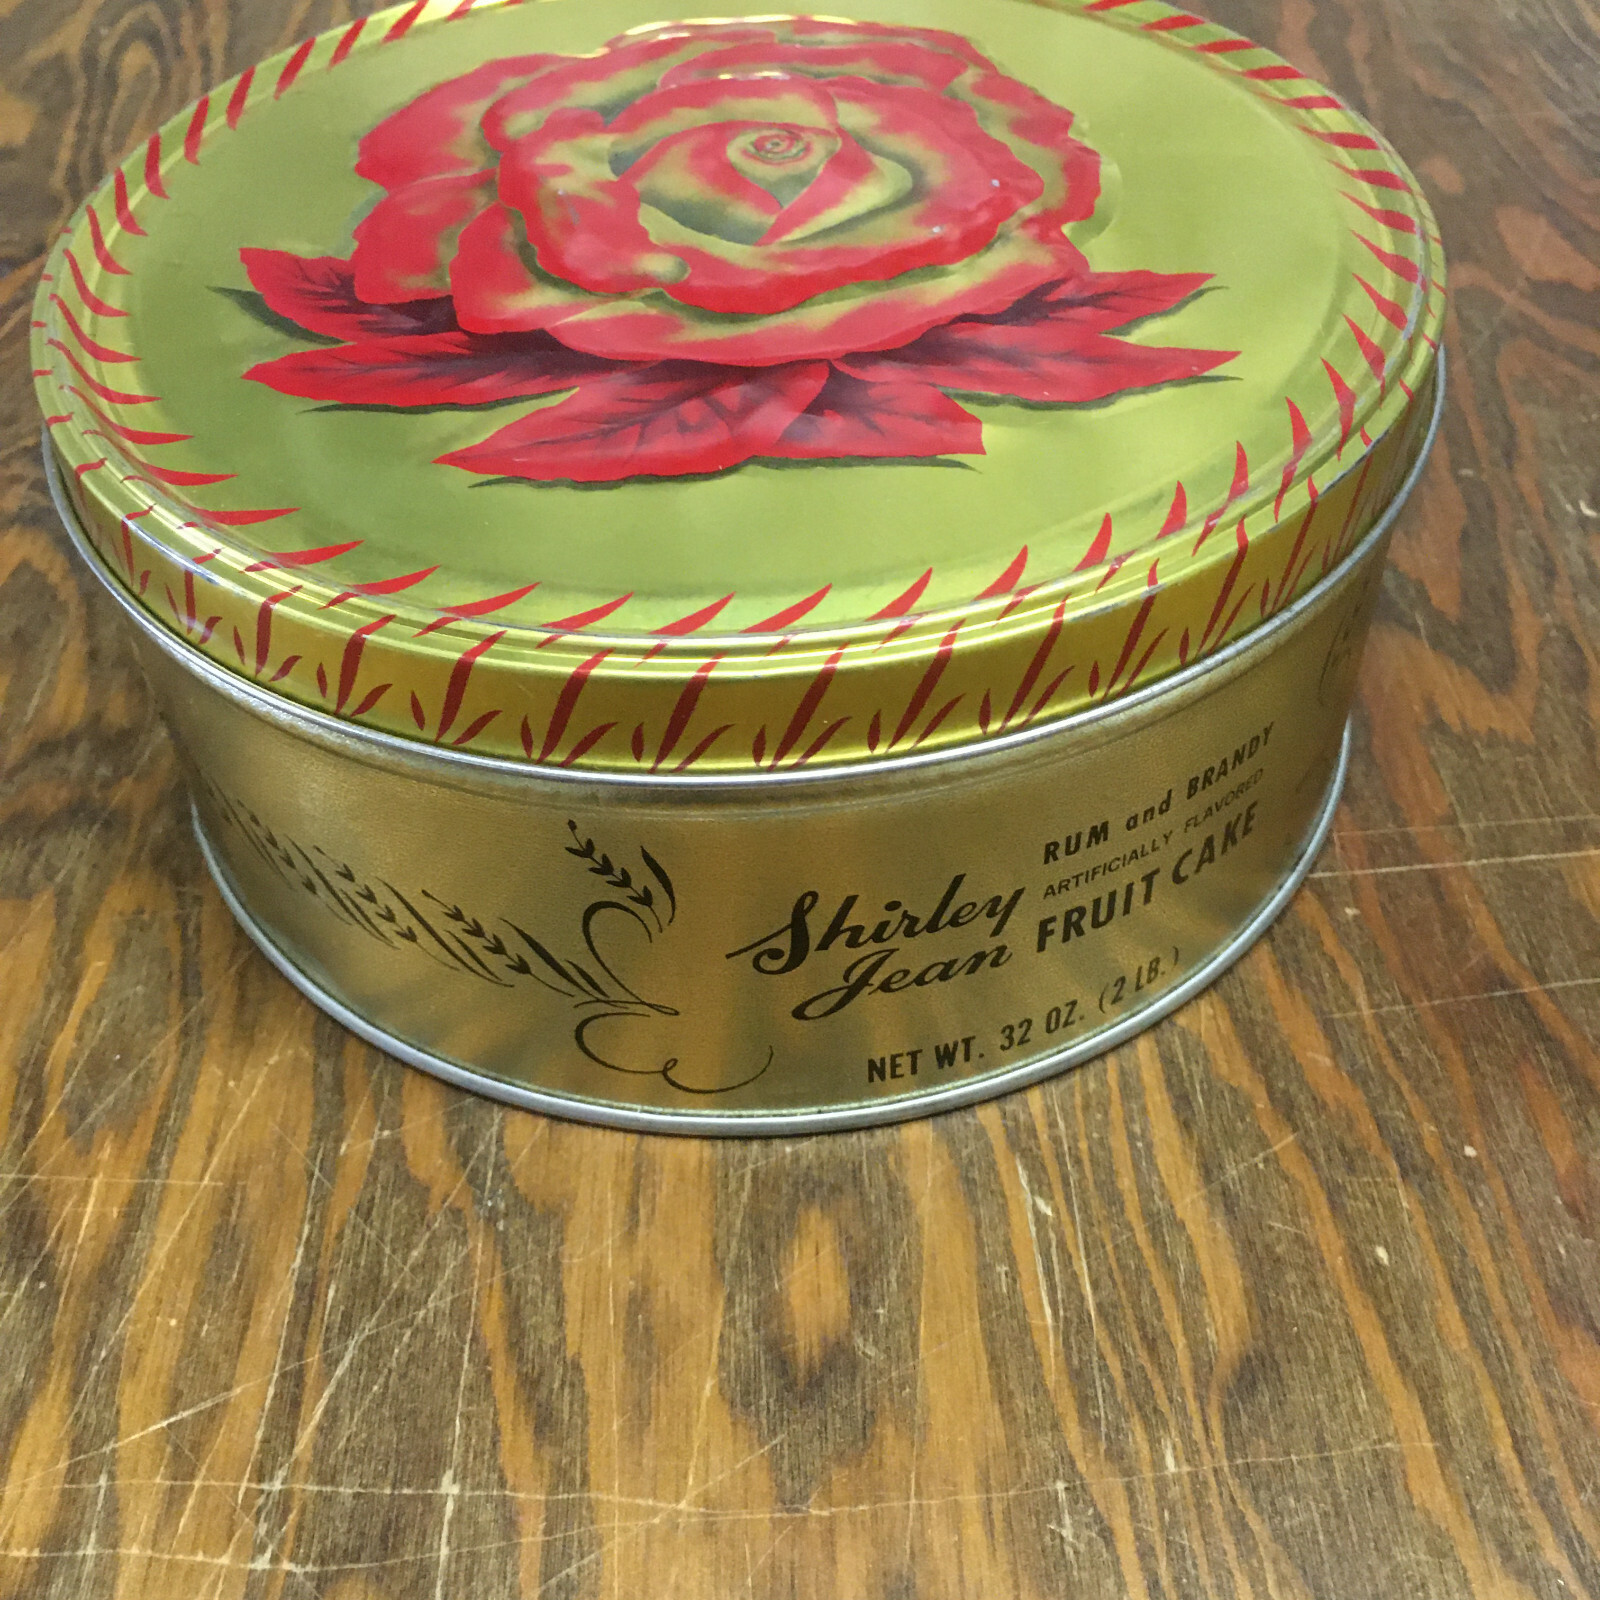 Shirley
Jean
RUM and BRANDY
ARTIFICIALLY FLAVORED
FRUIT CAKE
NET WT. 32 OZ. (2 LB.)